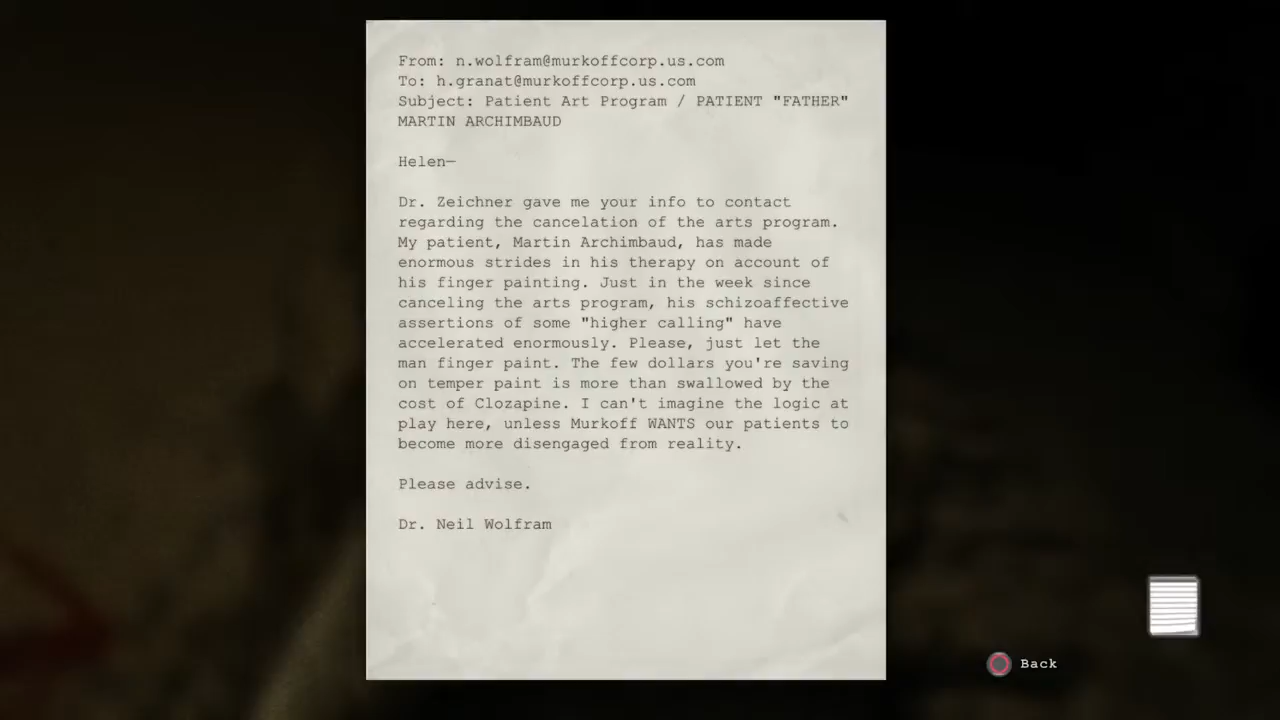 From: n.wolfram@murkoffcorp.us.com
To: h.granat@murkoffcorp.us.com
Subject: Patient Art Program / PATIENT "FATHER"
MARTIN ARCHIMBAUD
Helen—
Dr. Zeichner gave me your info to contact
regarding the cancelation of the arts program.
My patient, Martin Archimbaud, has made
enormous strides in his therapy on account of
his finger painting. Just in the week since
canceling the arts program, his schizoaffective
assertions of some "higher calling" have
accelerated enormously. Please, just let the
man finger paint. The few dollars you're saving
on temper paint is more than swallowed by the
cost of Clozapine. I can't imagine the logic at
play here, unless Murkoff WANTS our patients to
become more disengaged from reality.
Please advise.
Dr. Neil Wolfram
Back